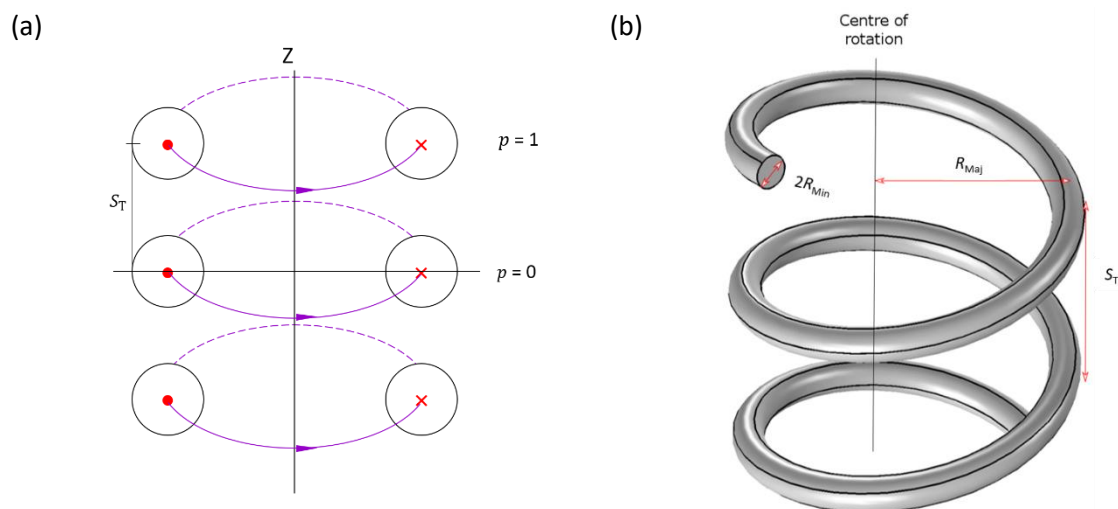 (a)
Z
p = 1
S_T
p = 0
(b)
Centre of
rotation
R_Maj
2R_Min
S_T